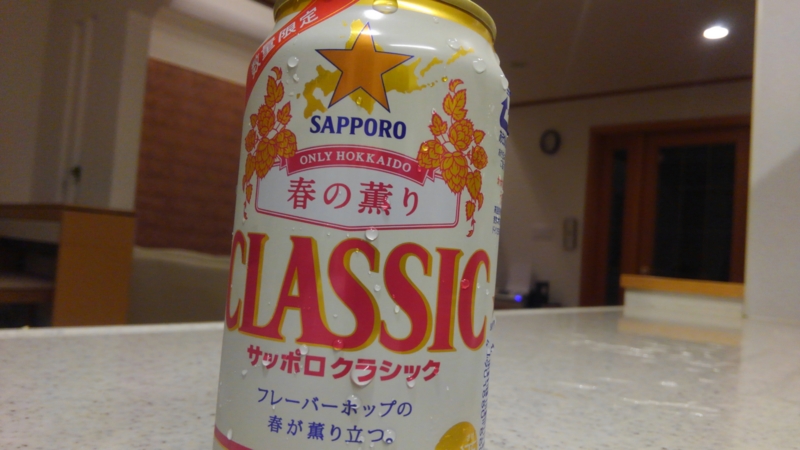 数量限定
SAPPORO
ONLY HOKKAIDO
春の薫り
CLASSIC
サッポロクラシック
フレーバーホップの
春が薫り立つ。